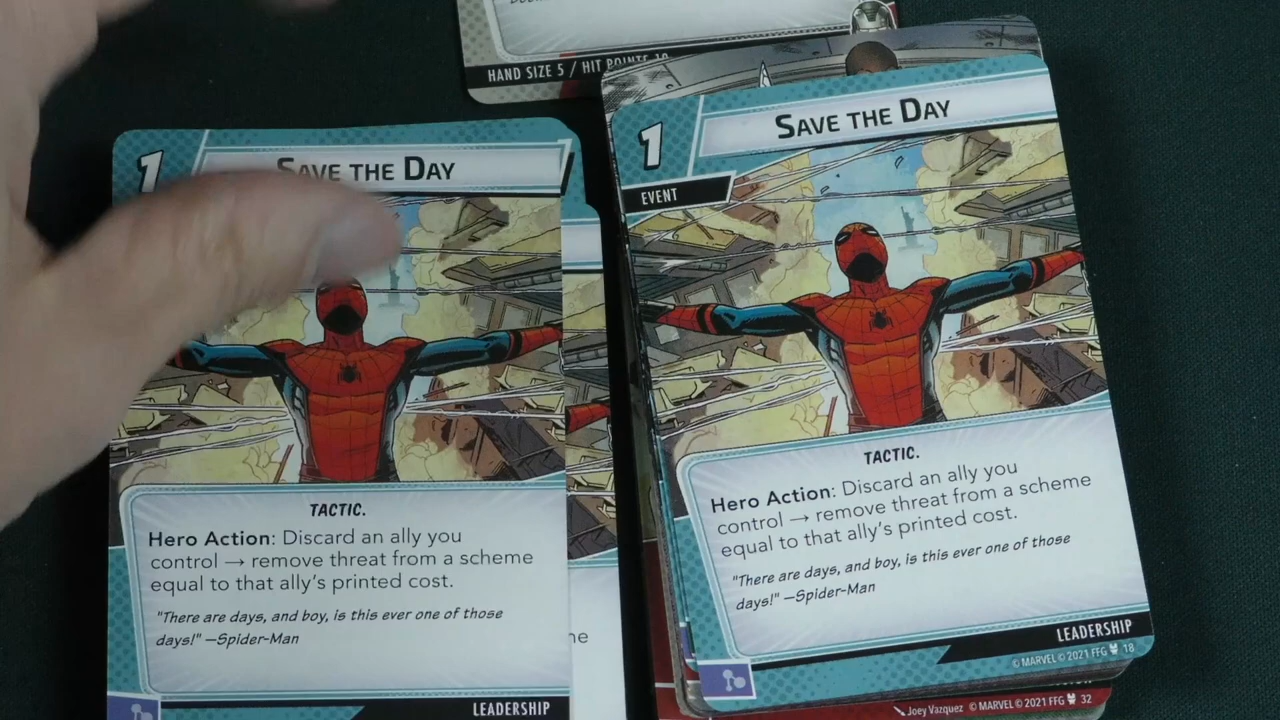 HAND SIZE 5 / HIT POINTS 10
1
SAVE THE DAY
TACTIC.
Hero Action: Discard an ally you
control → remove threat from a scheme
equal to that ally's printed cost.
"There are days, and boy, is this ever one of those
days!" —Spider-Man
LEADERSHIP
1
SAVE THE DAY
EVENT
TACTIC.
Hero Action: Discard an ally you
control → remove threat from a scheme
equal to that ally's printed cost.
"There are days, and boy, is this ever one of those
days!" —Spider-Man
LEADERSHIP
© MARVEL © 2021 FFG 18
Joey Vazquez © MARVEL © 2021 FFG 32